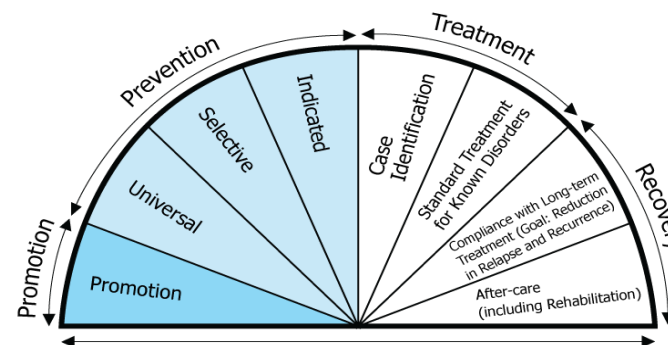 Promotion
Prevention
Treatment
Recovery
Promotion
Universal
Selective
Indicated
Case
Identification
Standard Treatment
for Known Disorders
Compliance with Long-term
Treatment (Goal: Reduction
in Relapse and Recurrence)
After-care
(including Rehabilitation)